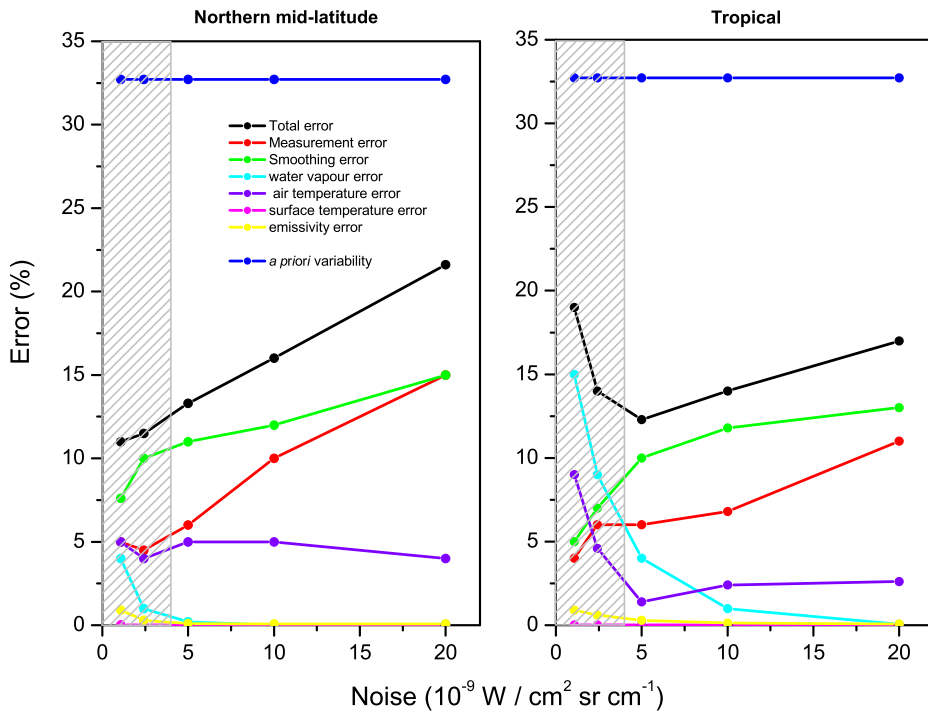 Northern mid-latitude
Tropical
35
30
25
20
15
10
5
0
Error (%)
Total error
Measurement error
Smoothing error
water vapour error
air temperature error
surface temperature error
emissivity error
a priori variability
0 5 10 15 20
35
30
25
20
15
10
5
0
0 5 10 15 20
Noise (10⁻⁹ W / cm² sr cm⁻¹)